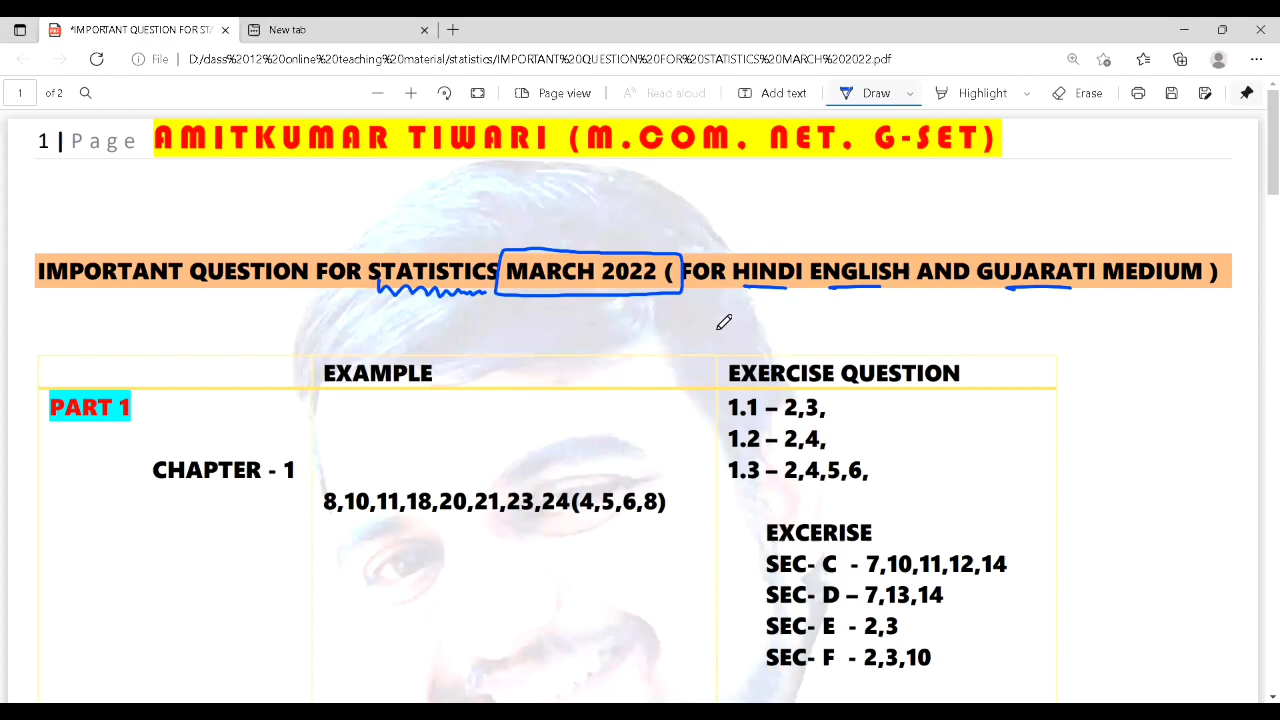 *IMPORTANT QUESTION FOR STA
New tab
File
D:/class%2012%20online%20teaching%20material/statistics/IMPORTANT%20QUESTION%20FOR%20STATISTICS%20MARCH%202022.pdf
1 of 2
Page view
Read aloud
Add text
Draw
Highlight
Erase
1 | Page AMITKUMAR TIWARI (M.COM. NET. G-SET)
IMPORTANT QUESTION FOR STATISTICS MARCH 2022 ( FOR HINDI ENGLISH AND GUJARATI MEDIUM )
EXAMPLE
EXERCISE QUESTION
PART 1
CHAPTER - 1
8,10,11,18,20,21,23,24(4,5,6,8)
1.1 – 2,3,
1.2 – 2,4,
1.3 – 2,4,5,6,
EXCERISE
SEC- C - 7,10,11,12,14
SEC- D – 7,13,14
SEC- E - 2,3
SEC- F - 2,3,10